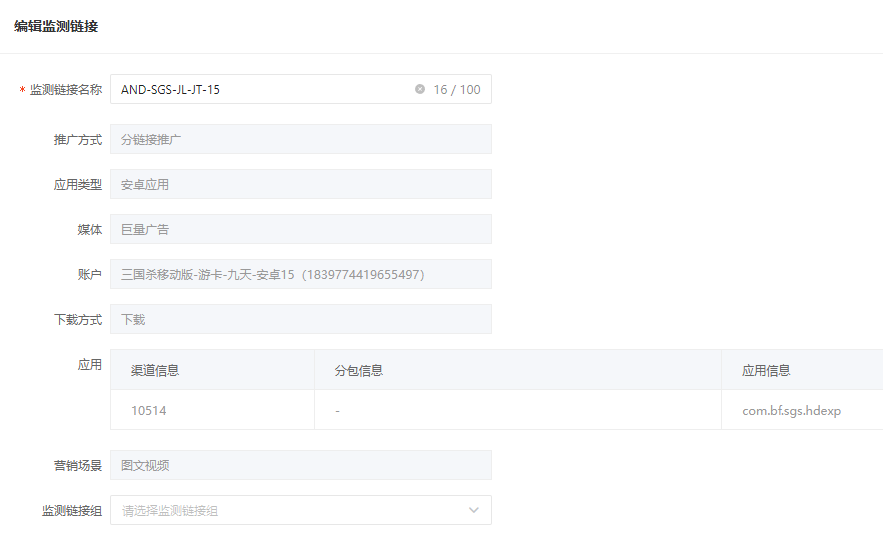 编辑监测链接
* 监测链接名称 AND-SGS-JL-JT-15 16 / 100
推广方式 分链接推广
应用类型 安卓应用
媒体 巨量广告
账户 三国杀移动版-游卡-九天-安卓15（1839774419655497）
下载方式 下载
应用 渠道信息 分包信息 应用信息
10514 - com.bf.sgs.hdexp
营销场景 图文视频
监测链接组 请选择监测链接组